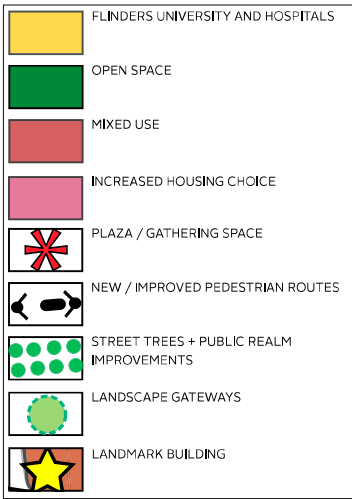 FLINDERS UNIVERSITY AND HOSPITALS
OPEN SPACE
MIXED USE
INCREASED HOUSING CHOICE
PLAZA / GATHERING SPACE
NEW / IMPROVED PEDESTRIAN ROUTES
STREET TREES + PUBLIC REALM
IMPROVEMENTS
LANDSCAPE GATEWAYS
LANDMARK BUILDING